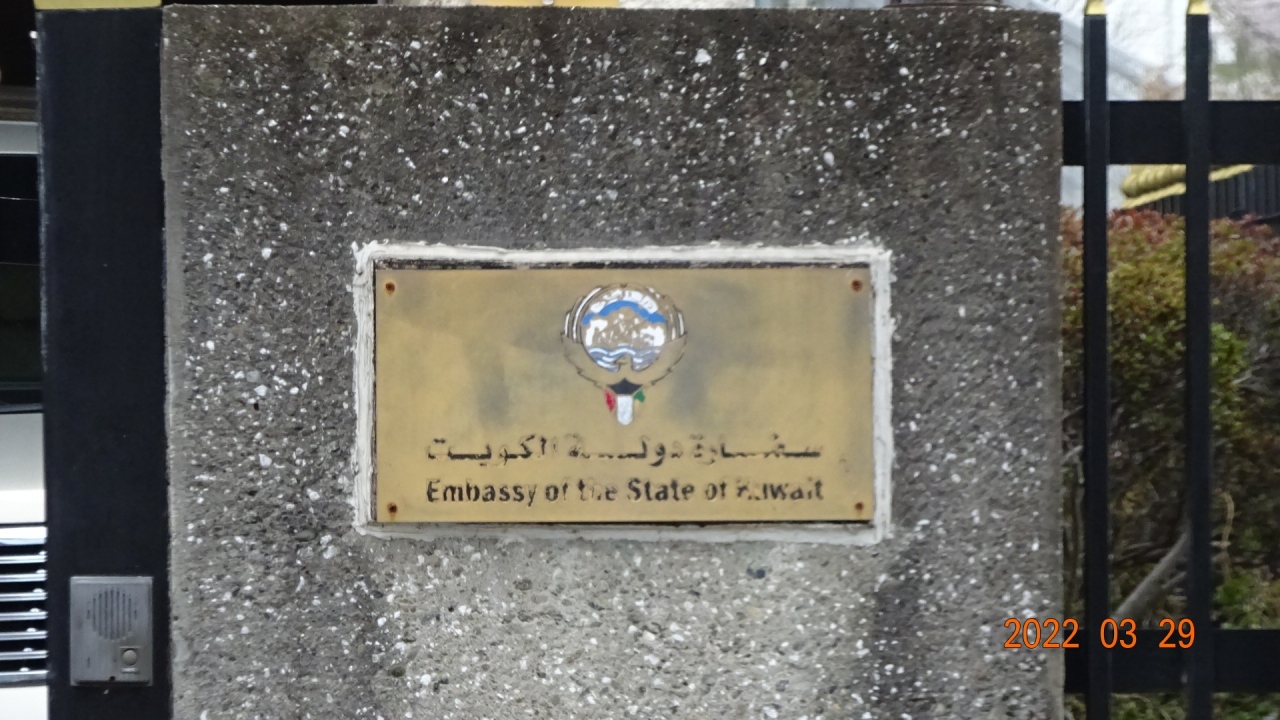 سفارة دولة الكويت
Embassy of the State of Kuwait
2022 03 29